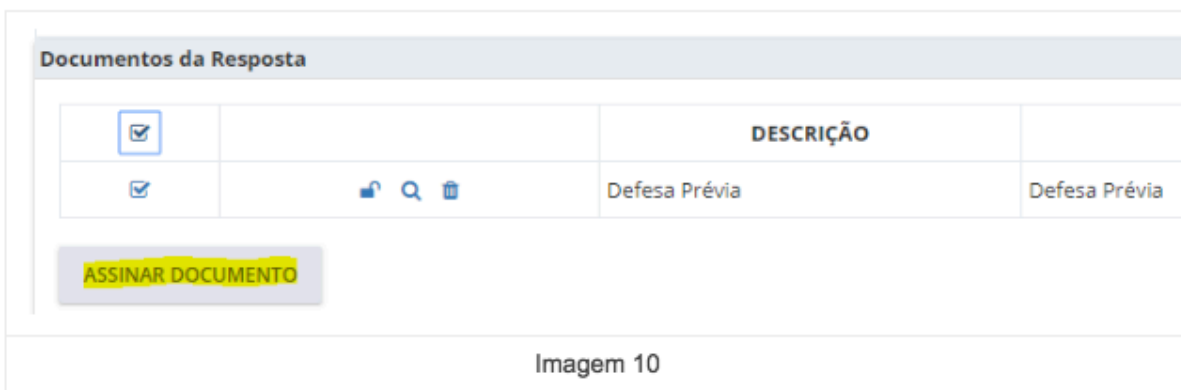 Documentos da Resposta
DESCRIÇÃO
Defesa Prévia Defesa Prévia
ASSINAR DOCUMENTO
Imagem 10